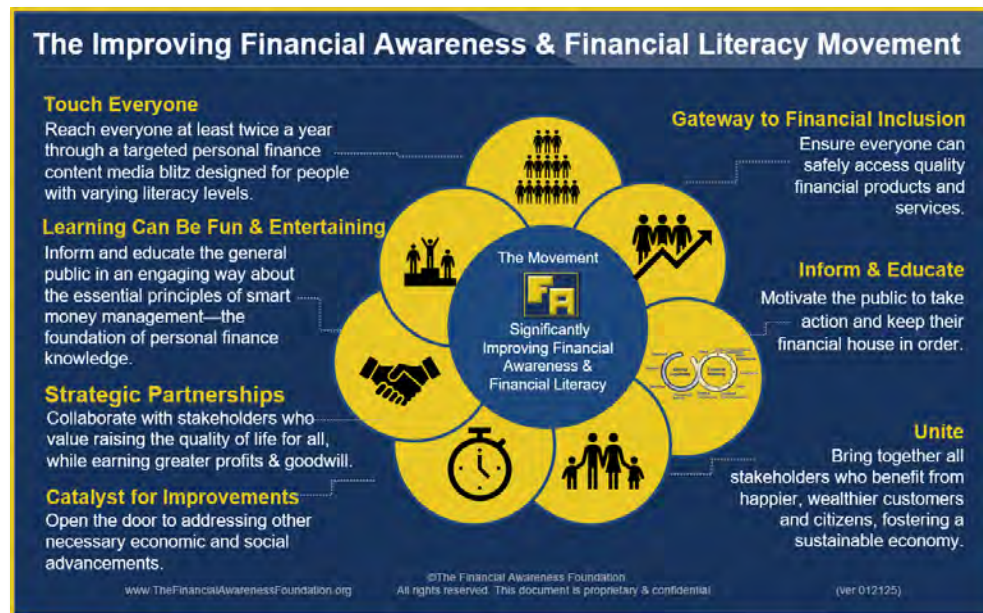 The Improving Financial Awareness & Financial Literacy Movement
Touch Everyone
Reach everyone at least twice a year
through a targeted personal finance
content media blitz designed for people
with varying literacy levels.
Learning Can Be Fun & Entertaining
Inform and educate the general
public in an engaging way about
the essential principles of smart
money management—the
foundation of personal finance
knowledge.
Strategic Partnerships
Collaborate with stakeholders who
value raising the quality of life for all,
while earning greater profits & goodwill.
Catalyst for Improvements
Open the door to addressing other
necessary economic and social
advancements.
The Movement
FA
Significantly
Improving Financial
Awareness &
Financial Literacy
Gateway to Financial Inclusion
Ensure everyone can
safely access quality
financial products and
services.
Inform & Educate
Motivate the public to take
action and keep their
financial house in order.
Unite
Bring together all
stakeholders who benefit from
happier, wealthier customers
and citizens, fostering a
sustainable economy.
www.TheFinancialAwarenessFoundation.org
©The Financial Awareness Foundation
All rights reserved. This document is proprietary & confidential
(ver 012125)